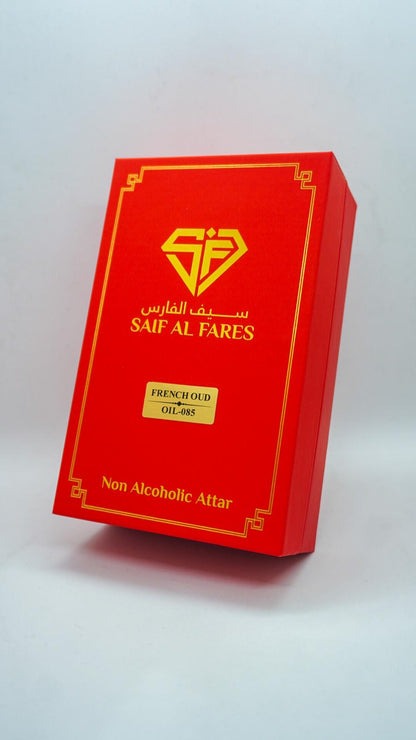 SF
سيف الفارس
SAIF AL FARES
FRENCH OUD
OIL-085
Non Alcoholic Attar